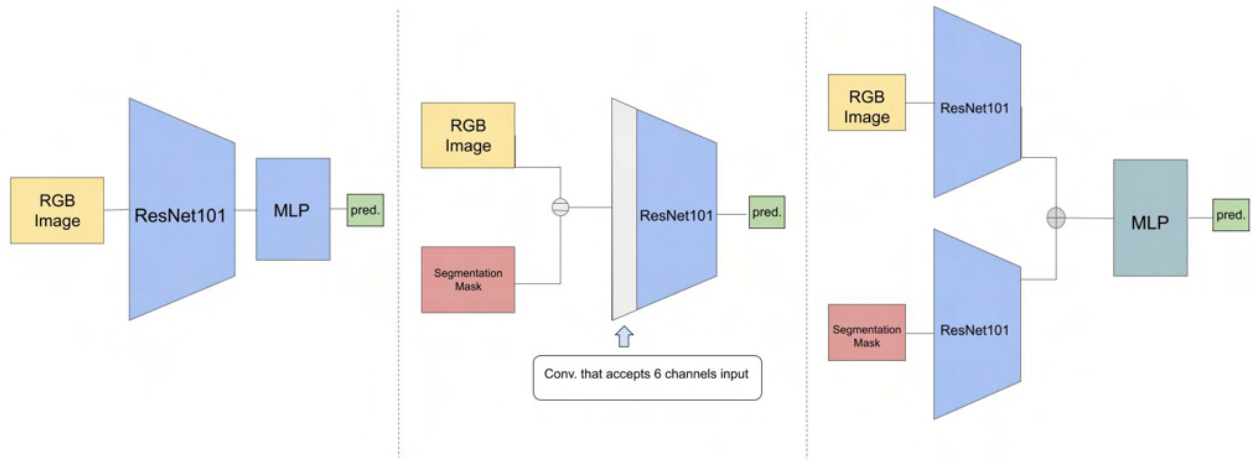 RGB
Image
ResNet101
MLP
pred.
RGB
Image
Segmentation
Mask
ResNet101
pred.
Conv. that accepts 6 channels input
RGB
Image
ResNet101
Segmentation
Mask
ResNet101
MLP
pred.